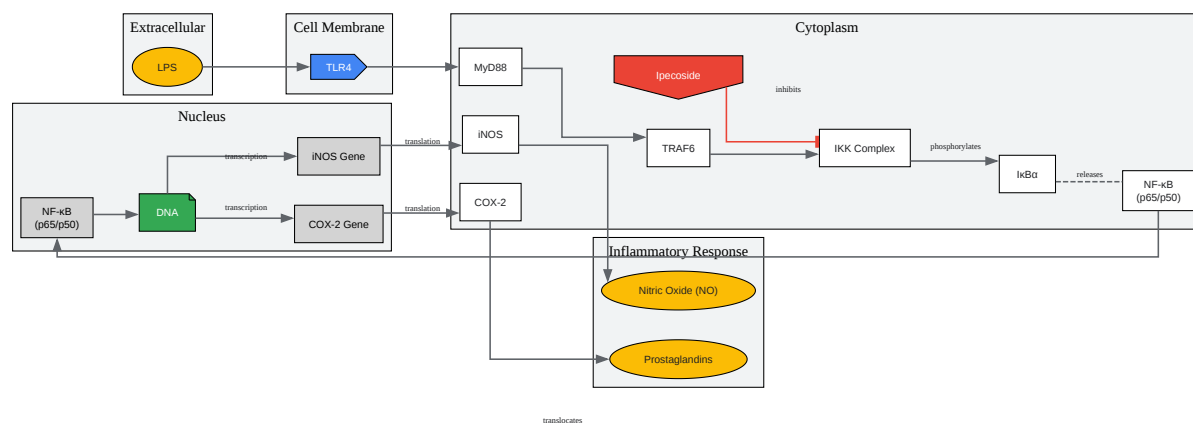 Extracellular
LPS
Cell Membrane
TLR4
Cytoplasm
MyD88
Ipecoside
inhibits
iNOS
TRAF6
IKK Complex
phosphorylates
IκBα
releases
NF-κB
(p65/p50)
COX-2
Nucleus
transcription
iNOS Gene
translation
NF-κB
(p65/p50)
DNA
transcription
COX-2 Gene
translation
Inflammatory Response
Nitric Oxide (NO)
Prostaglandins
translocates